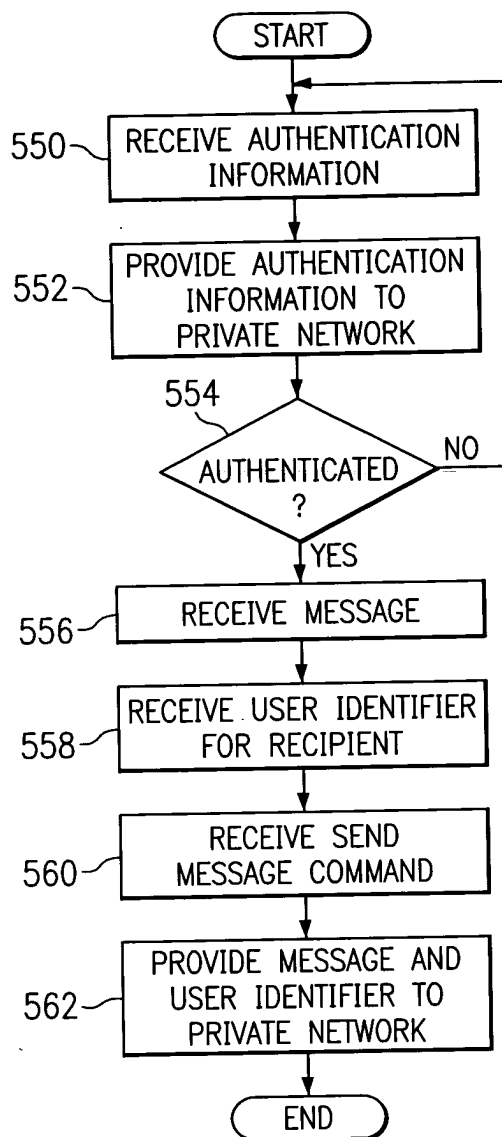 START
550
RECEIVE AUTHENTICATION
INFORMATION
552
PROVIDE AUTHENTICATION
INFORMATION TO
PRIVATE NETWORK
554
AUTHENTICATED
?
NO
YES
556
RECEIVE MESSAGE
558
RECEIVE USER IDENTIFIER
FOR RECIPIENT
560
RECEIVE SEND
MESSAGE COMMAND
562
PROVIDE MESSAGE AND
USER IDENTIFIER TO
PRIVATE NETWORK
END